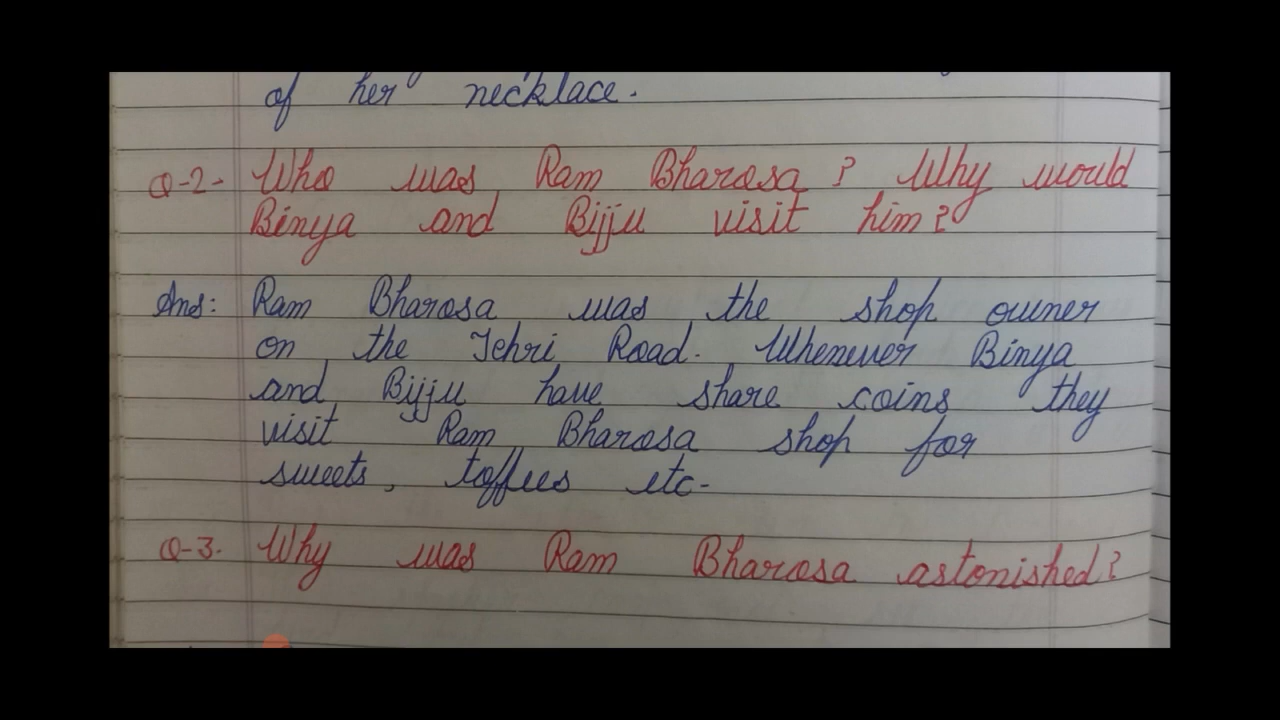 of her necklace.
Q-2- Who was Ram Bharosa? Why would
Binya and Bijju visit him?
Ans: Ram Bharosa was the shop owner
on the Tehri Road. Whenever Binya
and Bijju have share coins they
visit Ram Bharosa shop for
sweets, toffees etc-
Q-3. Why was Ram Bharosa astonished?